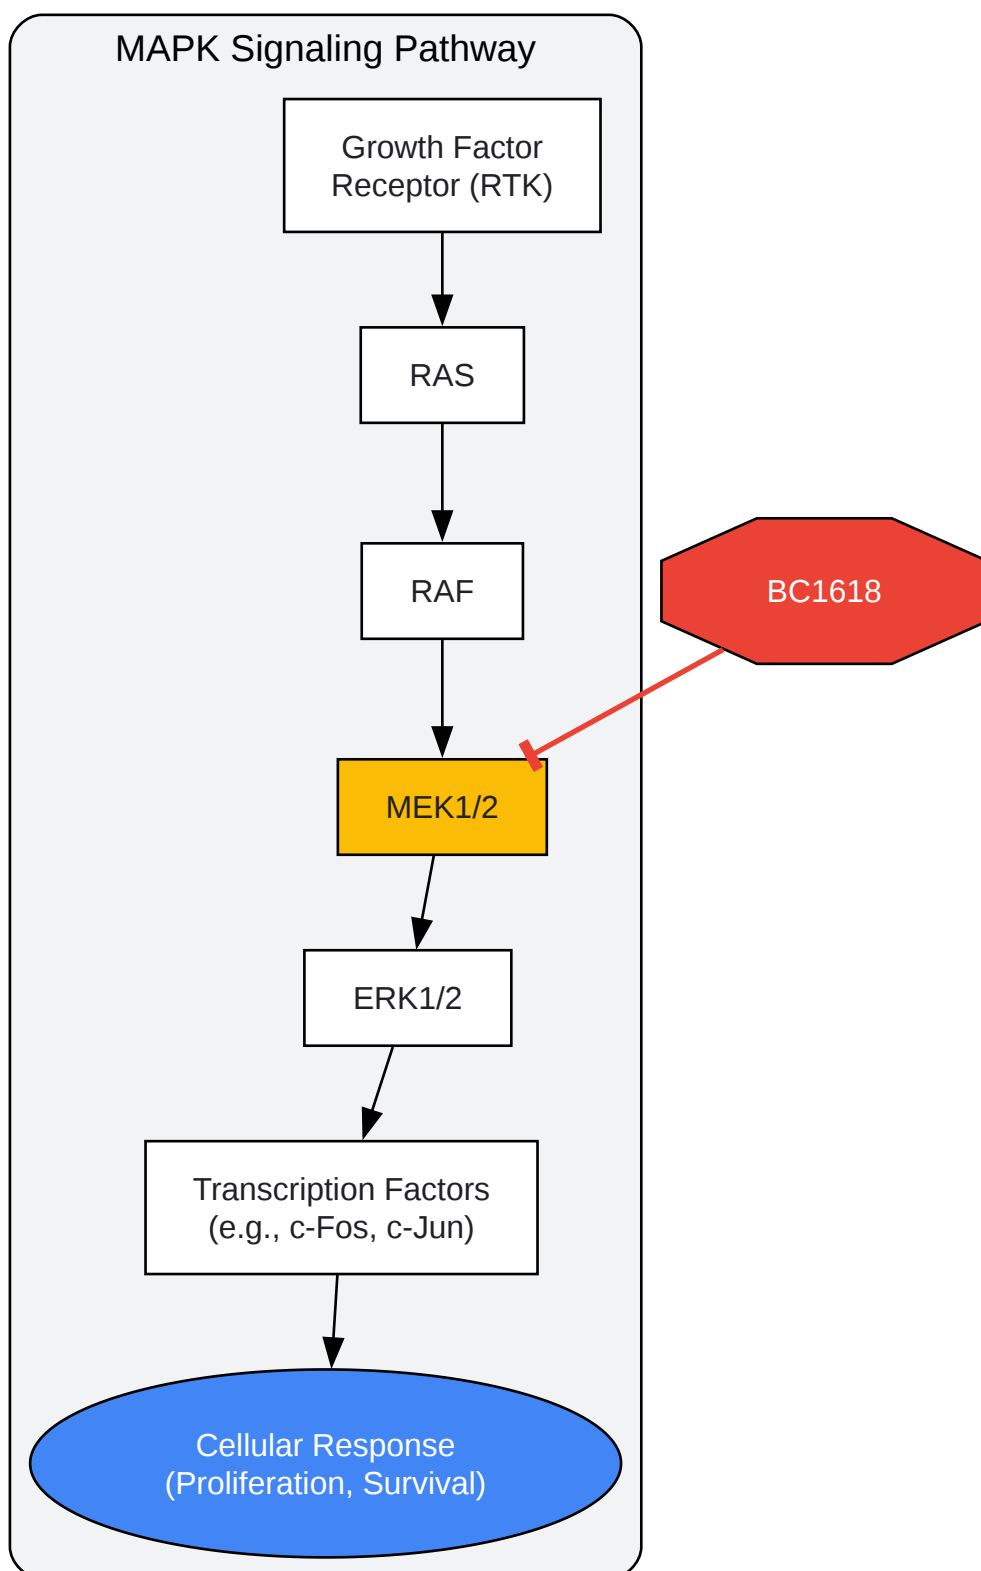 MAPK Signaling Pathway
Growth Factor
Receptor (RTK)
RAS
RAF
BC1618
MEK1/2
ERK1/2
Transcription Factors
(e.g., c-Fos, c-Jun)
Cellular Response
(Proliferation, Survival)